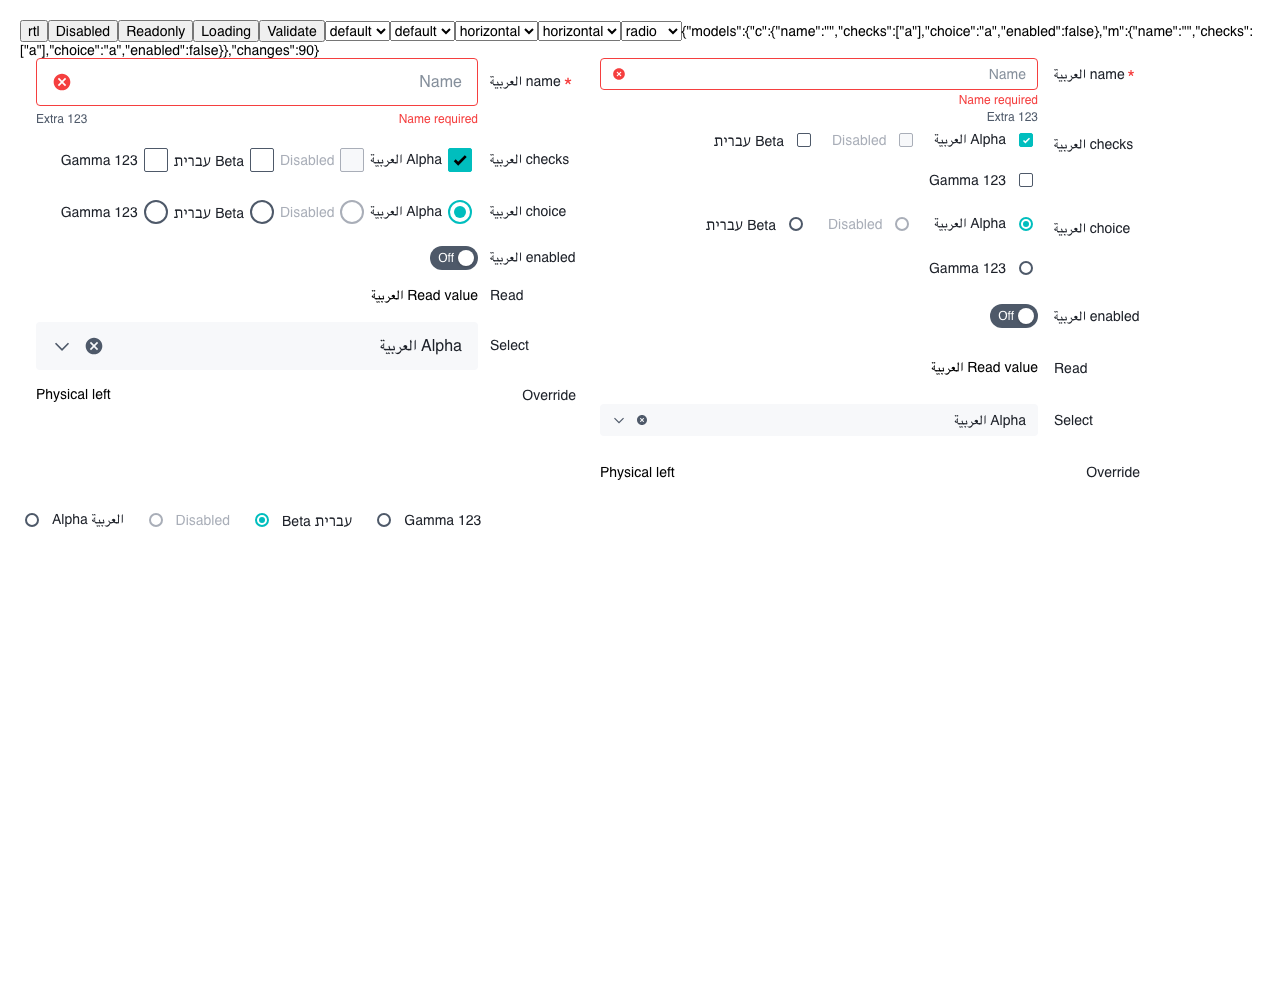 rtl Disabled Readonly Loading Validate default default horizontal horizontal radio {"models":{"c":{"name":"","checks":["a"],"choice":"a","enabled":false},"m":{"name":"","checks":
["a"],"choice":"a","enabled":false}},"changes":90}
العربية name *
Name
Name required
Extra 123
العربية checks
Alpha العربية
Disabled
Beta עברית
Gamma 123
العربية choice
Alpha العربية
Disabled
Beta עברית
Gamma 123
العربية enabled
Off
Read
Read value العربية
Select
Alpha العربية
Override
Physical left
العربية name *
Name
Name required
Extra 123
العربية checks
Alpha العربية
Disabled
Beta עברית
Gamma 123
العربية choice
Alpha العربية
Disabled
Beta עברית
Gamma 123
العربية enabled
Off
Read
Read value العربية
Select
Alpha العربية
Override
Physical left
Alpha العربية Disabled Beta עברית Gamma 123